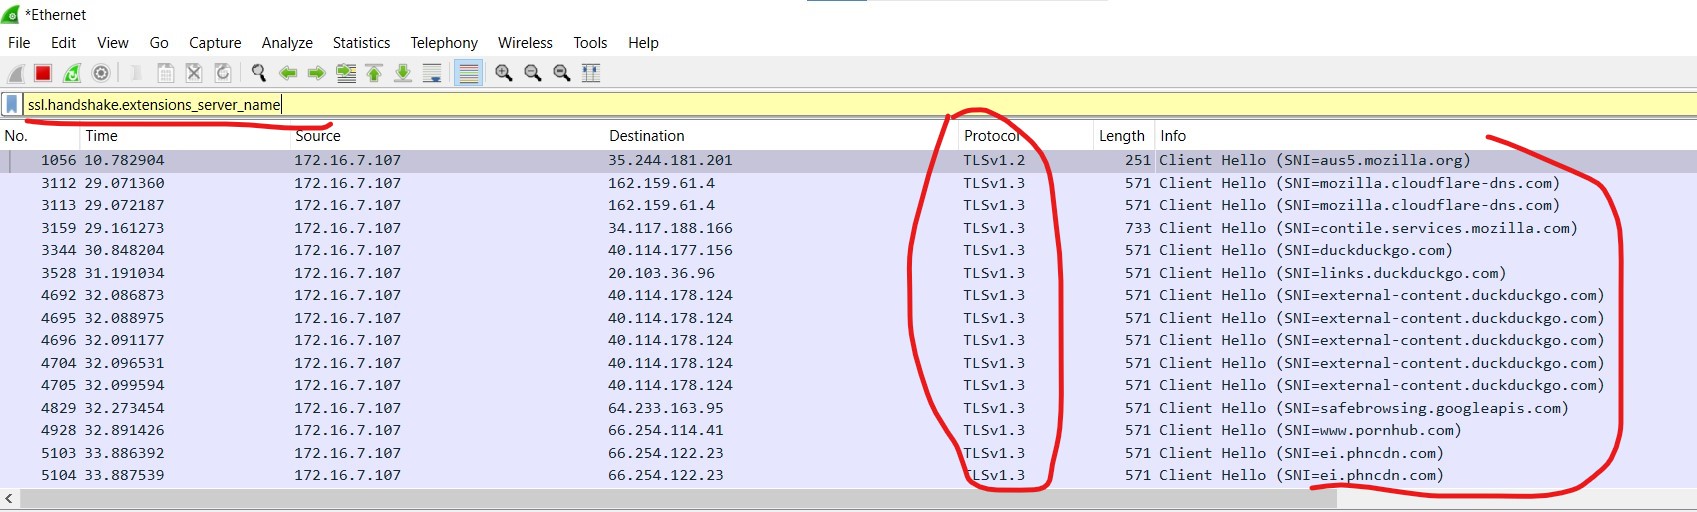 *Ethernet
File Edit View Go Capture Analyze Statistics Telephony Wireless Tools Help
ssl.handshake.extensions_server_name
No. Time Source Destination Protocol Length Info
1056 10.782904 172.16.7.107 35.244.181.201 TLSv1.2 251 Client Hello (SNI=aus5.mozilla.org)
3112 29.071360 172.16.7.107 162.159.61.4 TLSv1.3 571 Client Hello (SNI=mozilla.cloudflare-dns.com)
3113 29.072187 172.16.7.107 162.159.61.4 TLSv1.3 571 Client Hello (SNI=mozilla.cloudflare-dns.com)
3159 29.161273 172.16.7.107 34.117.188.166 TLSv1.3 733 Client Hello (SNI=contile.services.mozilla.com)
3344 30.848204 172.16.7.107 40.114.177.156 TLSv1.3 571 Client Hello (SNI=duckduckgo.com)
3528 31.191034 172.16.7.107 20.103.36.96 TLSv1.3 571 Client Hello (SNI=links.duckduckgo.com)
4692 32.086873 172.16.7.107 40.114.178.124 TLSv1.3 571 Client Hello (SNI=external-content.duckduckgo.com)
4695 32.088975 172.16.7.107 40.114.178.124 TLSv1.3 571 Client Hello (SNI=external-content.duckduckgo.com)
4696 32.091177 172.16.7.107 40.114.178.124 TLSv1.3 571 Client Hello (SNI=external-content.duckduckgo.com)
4704 32.096531 172.16.7.107 40.114.178.124 TLSv1.3 571 Client Hello (SNI=external-content.duckduckgo.com)
4705 32.099594 172.16.7.107 40.114.178.124 TLSv1.3 571 Client Hello (SNI=external-content.duckduckgo.com)
4829 32.273454 172.16.7.107 64.233.163.95 TLSv1.3 571 Client Hello (SNI=safebrowsing.googleapis.com)
4928 32.891426 172.16.7.107 66.254.114.41 TLSv1.3 571 Client Hello (SNI=www.pornhub.com)
5103 33.886392 172.16.7.107 66.254.122.23 TLSv1.3 571 Client Hello (SNI=ei.phncdn.com)
5104 33.887539 172.16.7.107 66.254.122.23 TLSv1.3 571 Client Hello (SNI=ei.phncdn.com)